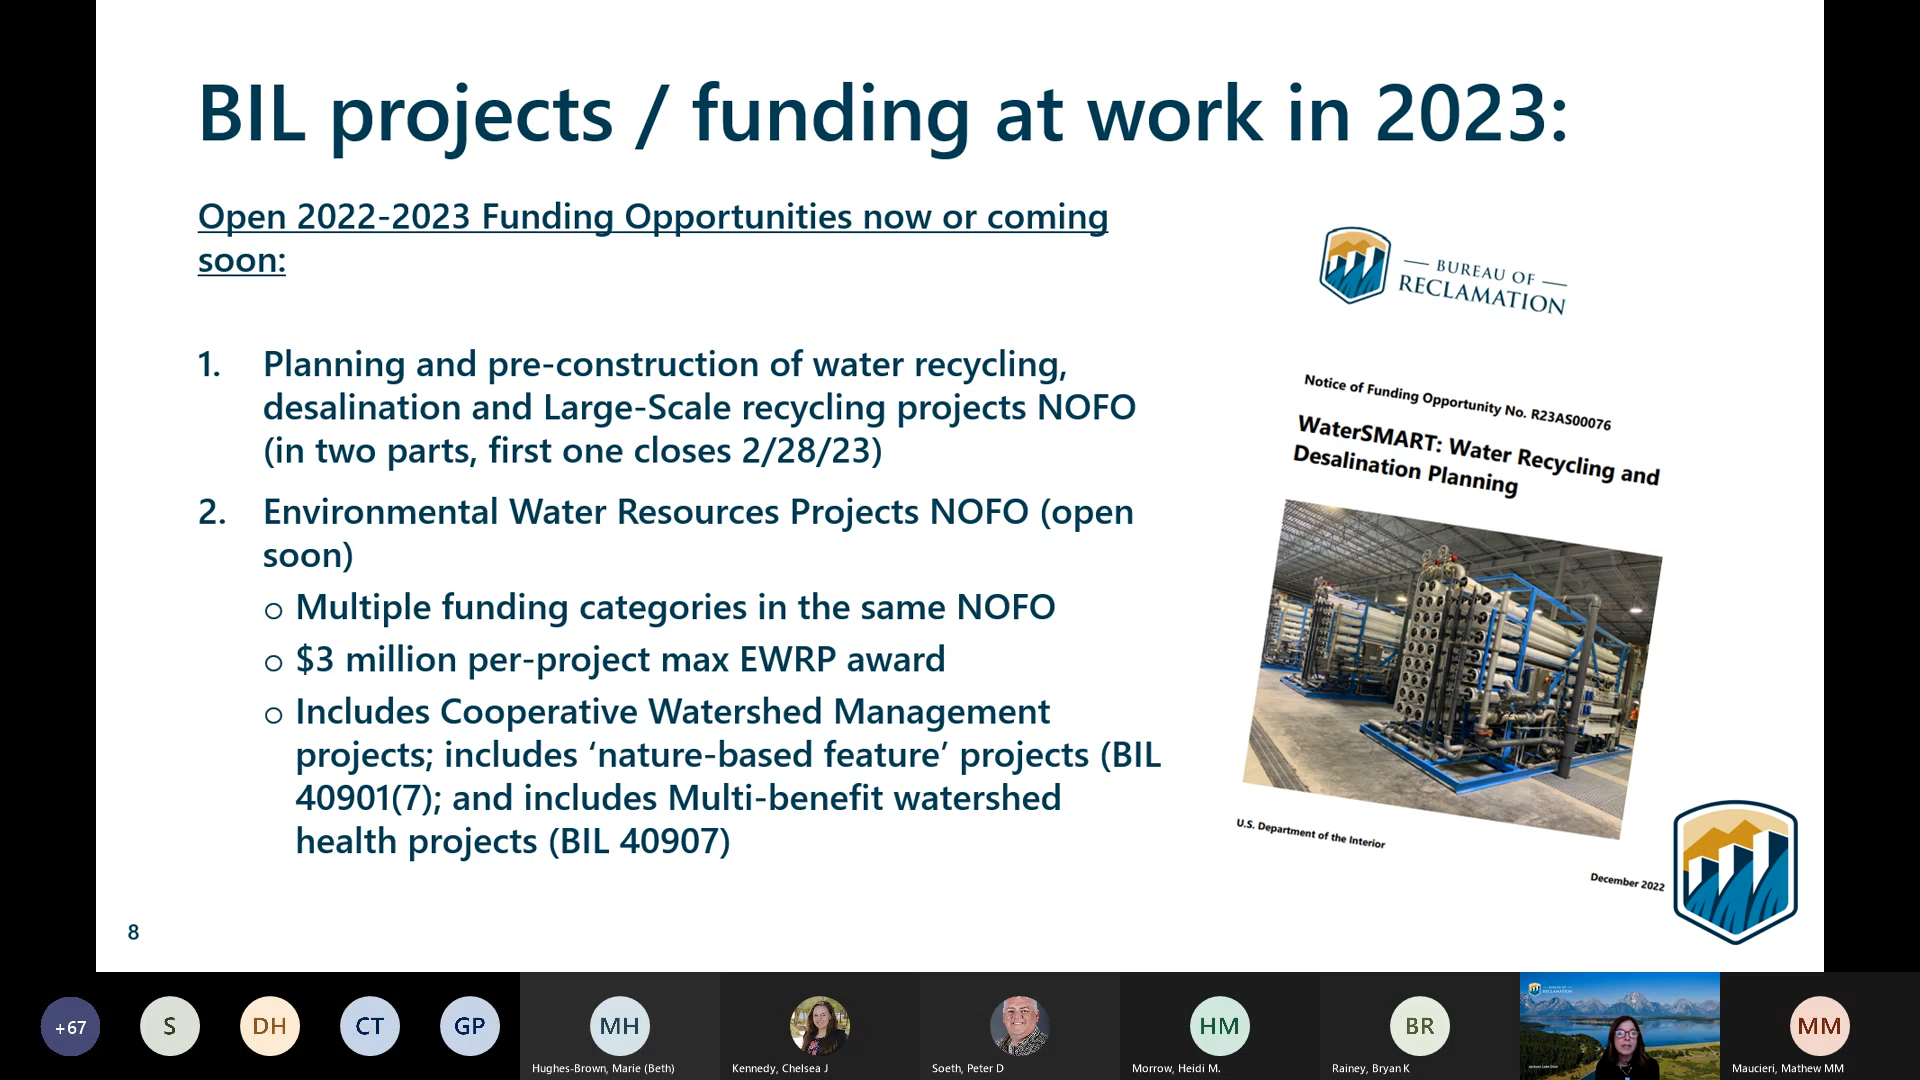 BIL projects / funding at work in 2023:
Open 2022-2023 Funding Opportunities now or coming
soon:
1. Planning and pre-construction of water recycling,
desalination and Large-Scale recycling projects NOFO
(in two parts, first one closes 2/28/23)
2. Environmental Water Resources Projects NOFO (open
soon)
o Multiple funding categories in the same NOFO
o $3 million per-project max EWRP award
o Includes Cooperative Watershed Management
projects; includes ‘nature-based feature’ projects (BIL
40901(7); and includes Multi-benefit watershed
health projects (BIL 40907)
8
BUREAU OF
RECLAMATION
Notice of Funding Opportunity No. R23AS00076
WaterSMART: Water Recycling and
Desalination Planning
U.S. Department of the Interior
December 2022
+67
S
DH
CT
GP
MH
Hughes-Brown, Marie (Beth)
Kennedy, Chelsea J
Soeth, Peter D
HM
Morrow, Heidi M.
BR
Rainey, Bryan K
BUREAU OF
RECLAMATION
MM
Maucieri, Mathew MM